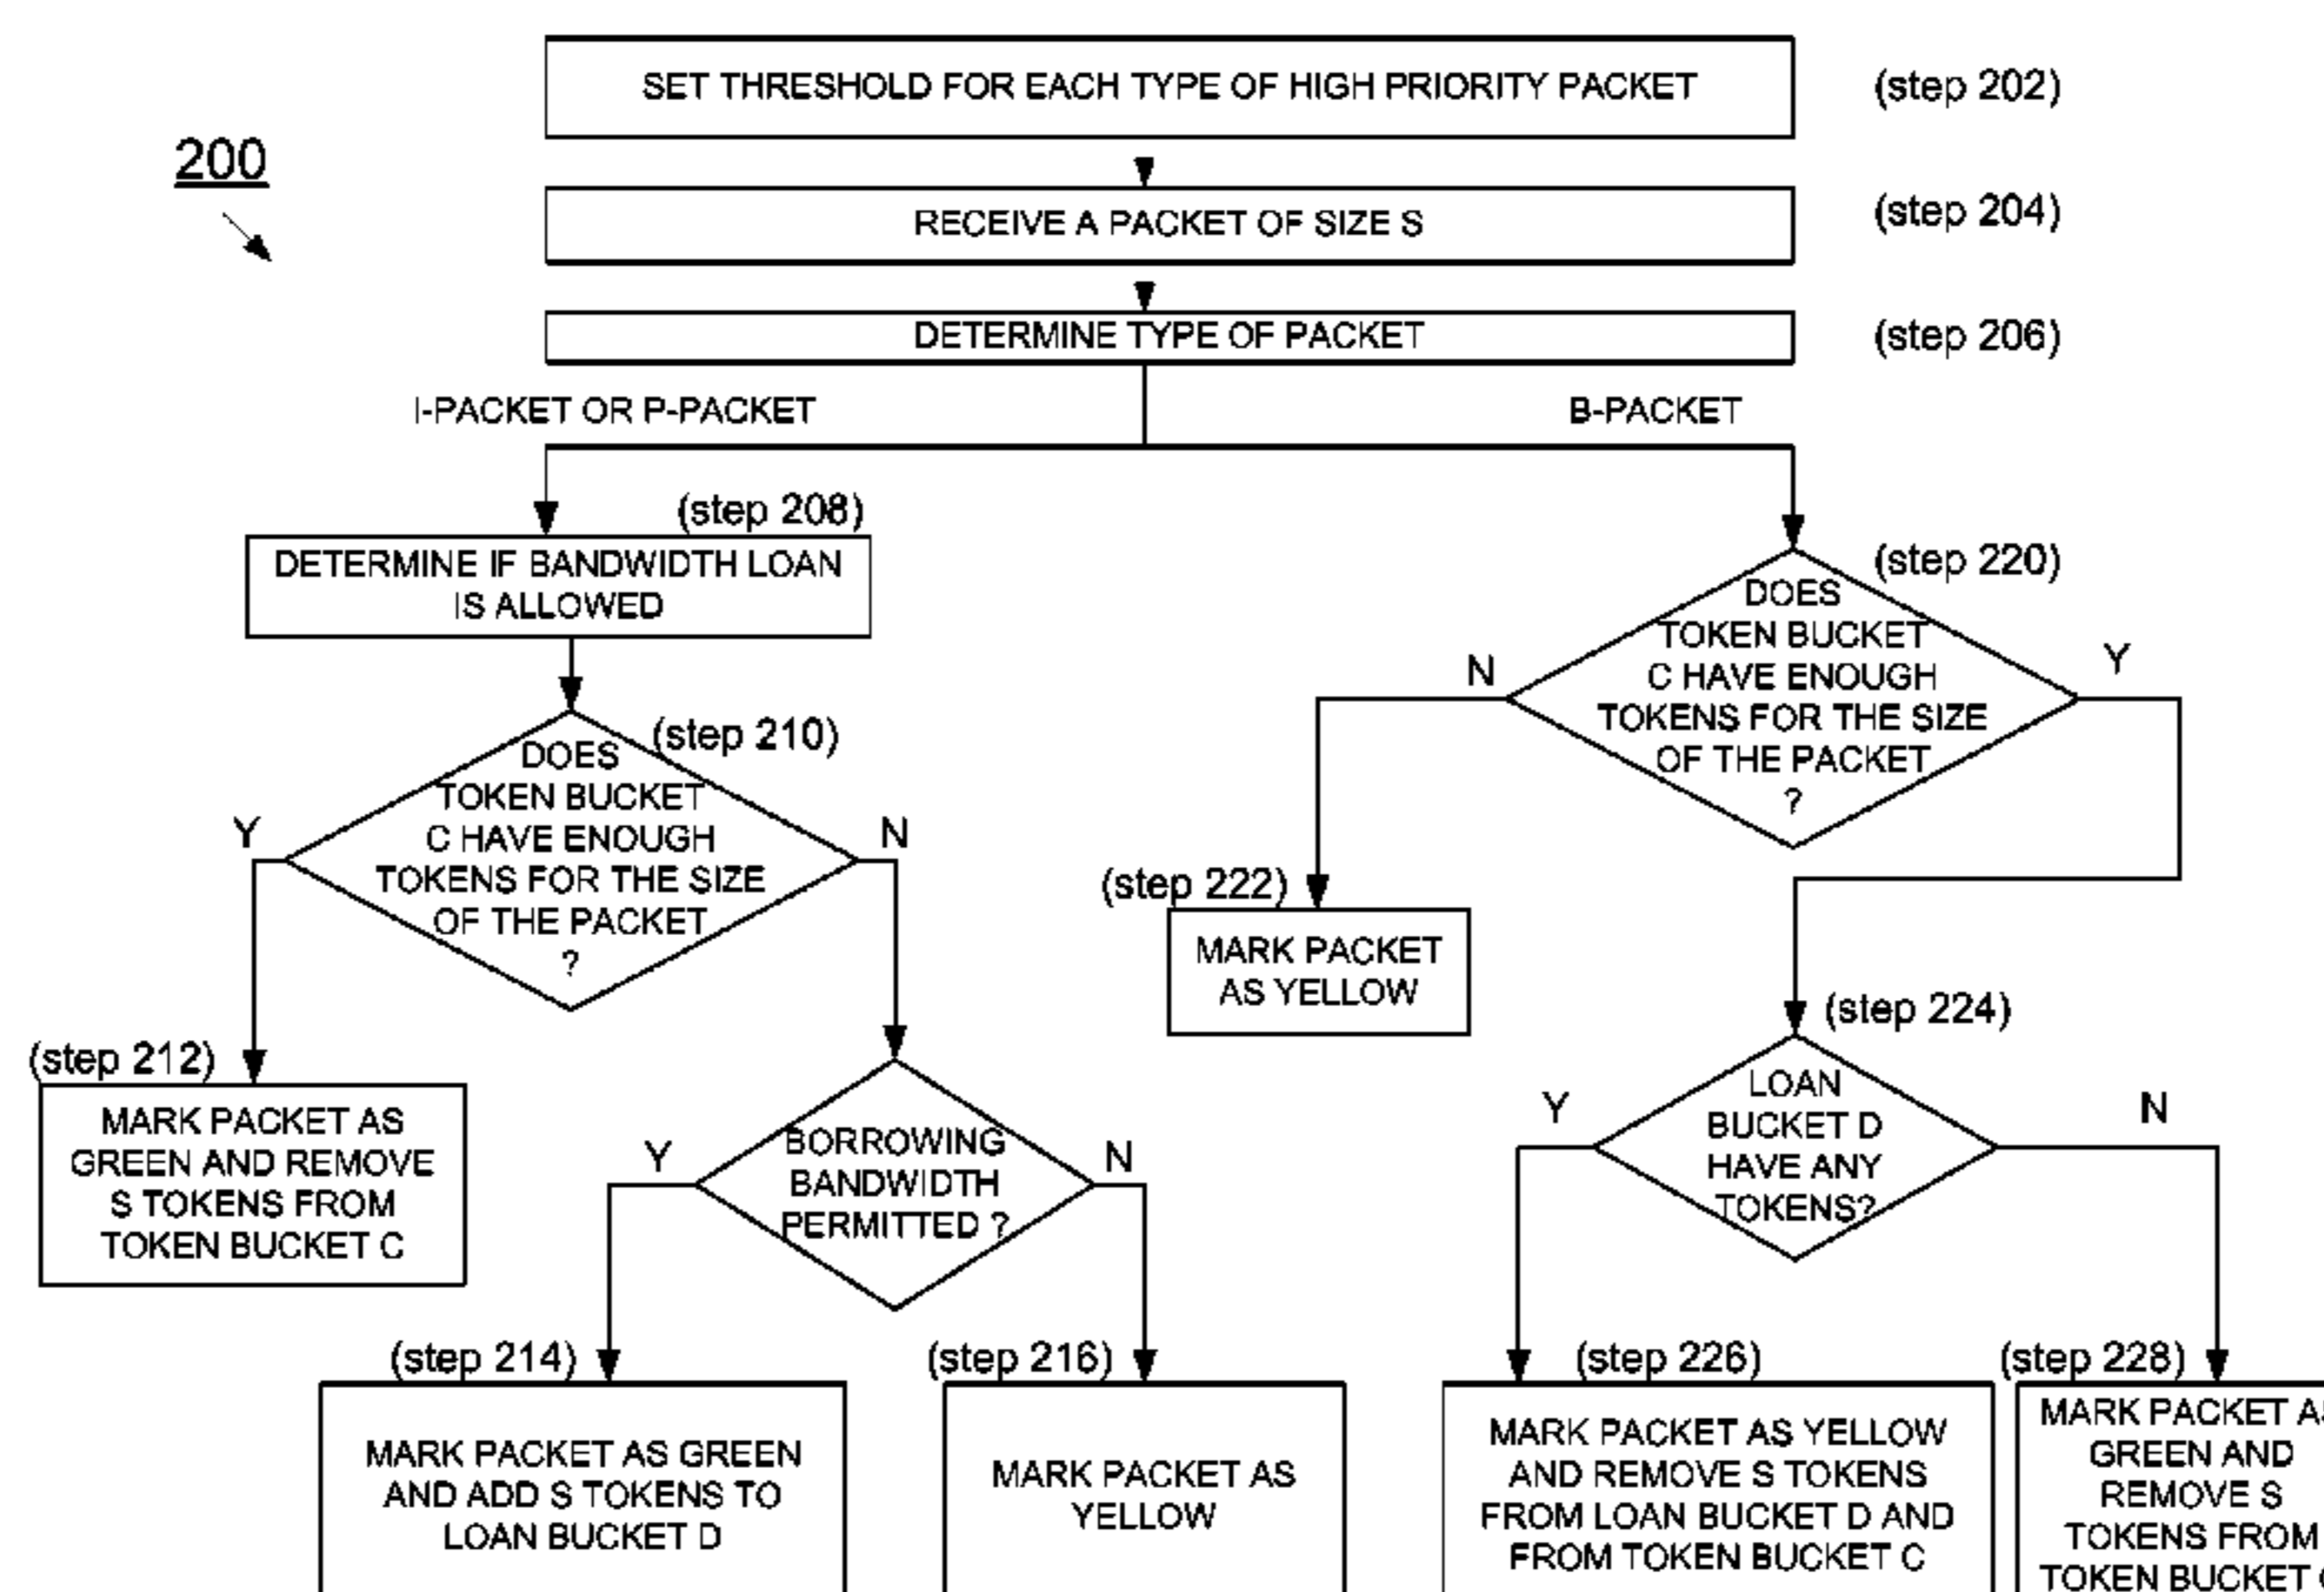 SET THRESHOLD FOR EACH TYPE OF HIGH PRIORITY PACKET
(step 202)
200
RECEIVE A PACKET OF SIZE S
(step 204)
DETERMINE TYPE OF PACKET
(step 206)
I-PACKET OR P-PACKET
B-PACKET
(step 208)
DETERMINE IF BANDWIDTH LOAN
IS ALLOWED
(step 210)
DOES
TOKEN BUCKET
C HAVE ENOUGH
TOKENS FOR THE SIZE
OF THE PACKET
?
Y
N
(step 212)
MARK PACKET AS
GREEN AND REMOVE
S TOKENS FROM
TOKEN BUCKET C
BORROWING
BANDWIDTH
PERMITTED ?
Y
N
(step 214)
MARK PACKET AS GREEN
AND ADD S TOKENS TO
LOAN BUCKET D
(step 216)
MARK PACKET AS
YELLOW
(step 220)
DOES
TOKEN BUCKET
C HAVE ENOUGH
TOKENS FOR THE SIZE
OF THE PACKET
?
N
Y
(step 222)
MARK PACKET
AS YELLOW
(step 224)
LOAN
BUCKET D
HAVE ANY
TOKENS?
Y
N
(step 226)
MARK PACKET AS YELLOW
AND REMOVE S TOKENS
FROM LOAN BUCKET D AND
FROM TOKEN BUCKET C
(step 228)
MARK PACKET
GREEN AND
REMOVE S
TOKENS FROM
TOKEN BUCKET